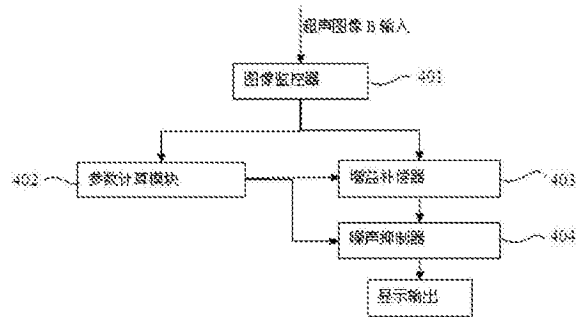 超声图像 B 输入
图像监控器
401
402
参数计算模块
增益补偿器
403
噪声抑制器
404
显示输出